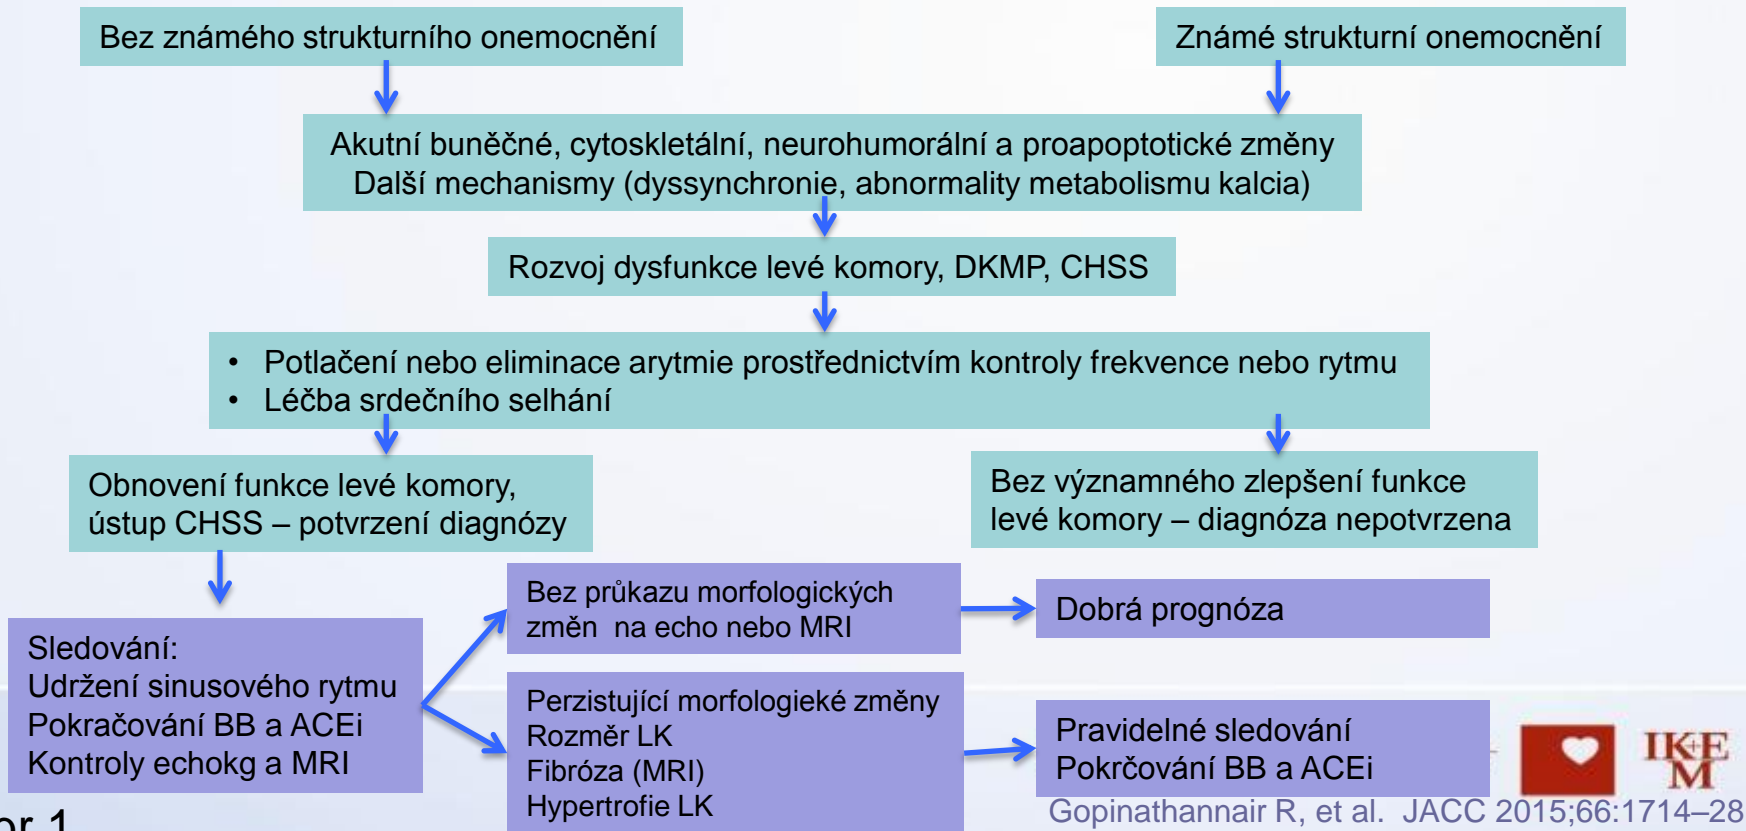 Bez známého strukturního onemocnění
Známé strukturní onemocnění
Akutní buněčné, cytoskletální, neurohumorální a proapoptotické změny
Další mechanismy (dyssynchronie, abnormality metabolismu kalcia)
Rozvoj dysfunkce levé komory, DKMP, CHSS
• Potlačení nebo eliminace arytmie prostřednictvím kontroly frekvence nebo rytmu
• Léčba srdečního selhání
Obnovení funkce levé komory,
ústup CHSS – potvrzení diagnózy
Bez významného zlepšení funkce
levé komory – diagnóza nepotvrzena
Sledování:
Udržení sinusového rytmu
Pokračování BB a ACEi
Kontroly echokg a MRI
Bez průkazu morfologických
změn na echo nebo MRI
Dobrá prognóza
Perzistující morfologieké změny
Rozměr LK
Fibróza (MRI)
Hypertrofie LK
Pravidelné sledování
Pokrčování BB a ACEi
IK+E
M
Gopinathannair R, et al. JACC 2015;66:1714–28